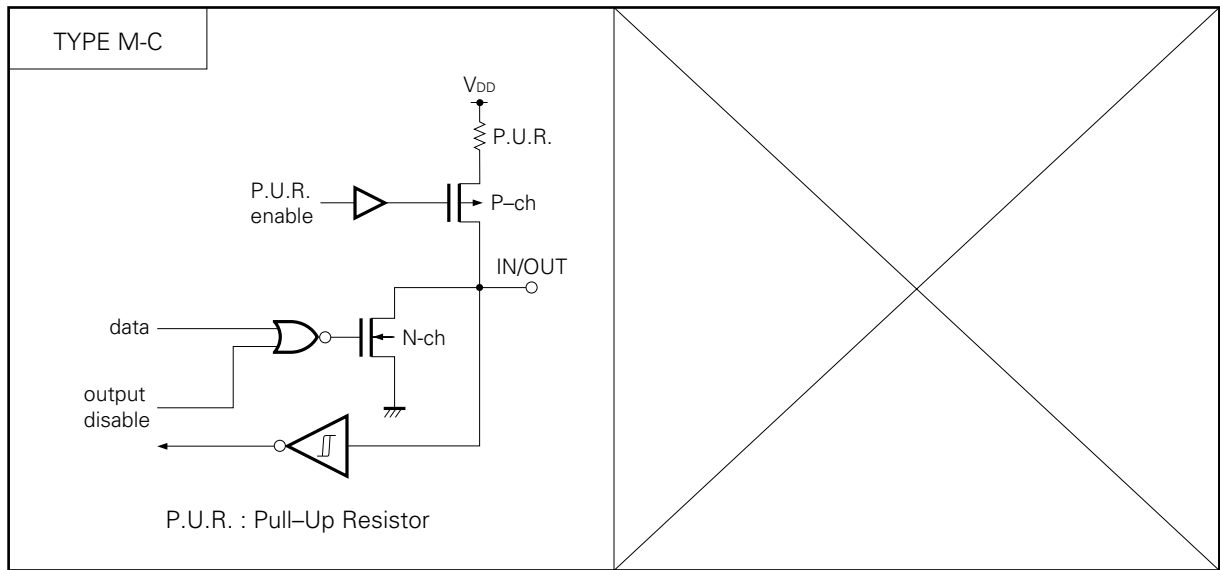 TYPE M-C
VDD
P.U.R.
P.U.R.
enable
P–ch
IN/OUT
data
N-ch
output
disable
P.U.R. : Pull–Up Resistor